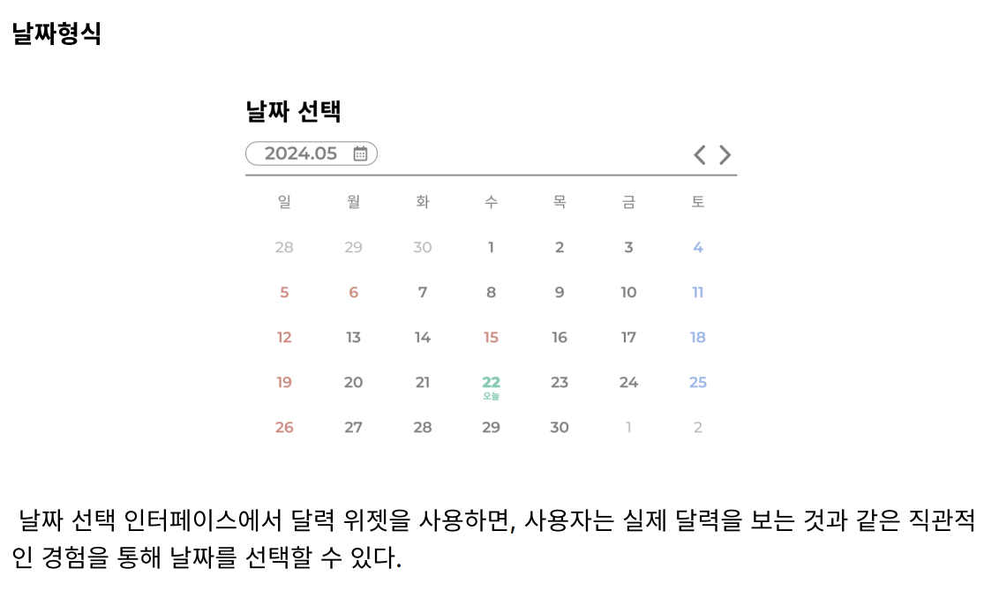 날짜형식
날짜 선택
2024.05
일 월 화 수 목 금 토
28 29 30 1 2 3 4
5 6 7 8 9 10 11
12 13 14 15 16 17 18
19 20 21 22 23 24 25
오늘
26 27 28 29 30 1 2
날짜 선택 인터페이스에서 달력 위젯을 사용하면, 사용자는 실제 달력을 보는 것과 같은 직관적
인 경험을 통해 날짜를 선택할 수 있다.